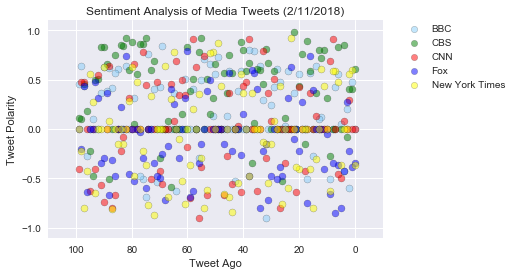 Sentiment Analysis of Media Tweets (2/11/2018)
BBC
CBS
CNN
Fox
New York Times
Tweet Polarity
1.0
0.5
0.0
−0.5
−1.0
100 80 60 40 20 0
Tweet Ago